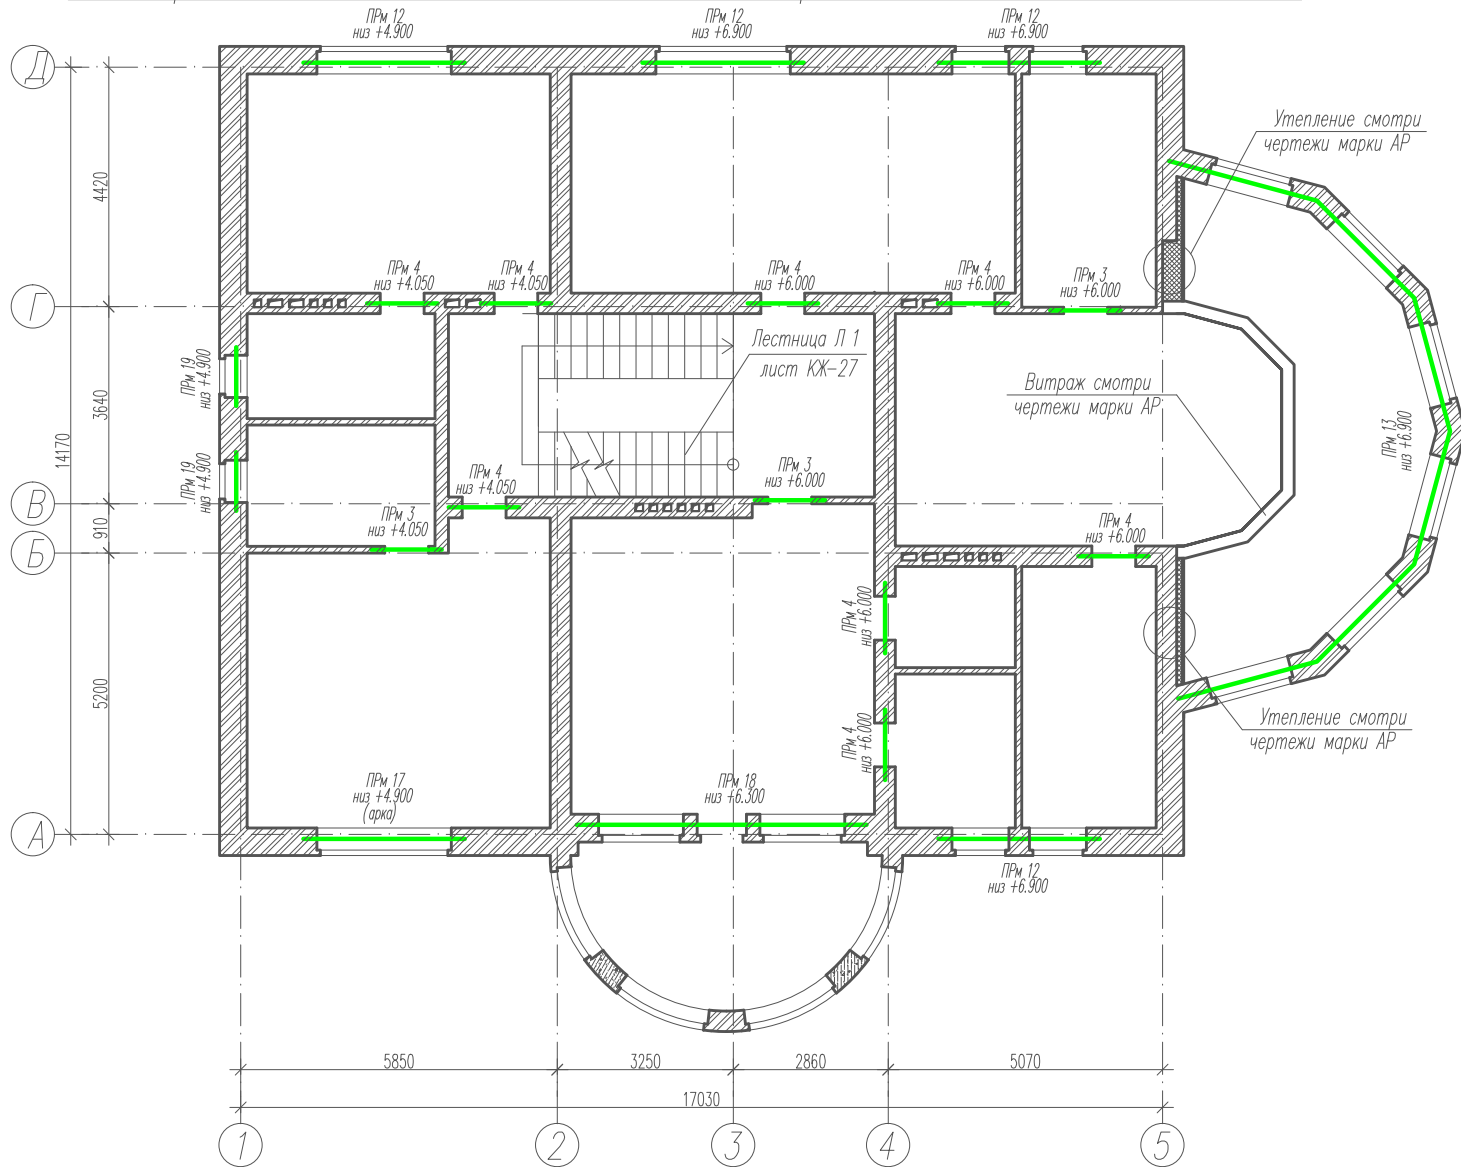 ПРм 12
низ +4.900
ПРм 12
низ +6.900
ПРм 12
низ +6.900
Д
Утепление смотри
чертежи марки АР
4420
ПРм 4
низ +4.050
ПРм 4
низ +4.050
ПРм 4
низ +6.000
ПРм 4
низ +6.000
ПРм 3
низ +6.000
Г
Лестница Л 1
лист КЖ-27
ПРм 19
низ +4.900
3640
Витраж смотри
чертежи марки АР
14170
ПРм 13
низ +6.900
ПРм 19
низ +4.900
ПРм 4
низ +4.050
ПРм 3
низ +6.000
В
ПРм 3
низ +4.050
910
ПРм 4
низ +6.000
Б
ПРм 4
низ +6.000
5200
Утепление смотри
чертежи марки АР
ПРм 4
низ +6.000
ПРм 17
низ +4.900
(арка)
ПРм 18
низ +6.300
А
ПРм 12
низ +6.900
5850
3250
2860
5070
17030
1
2
3
4
5